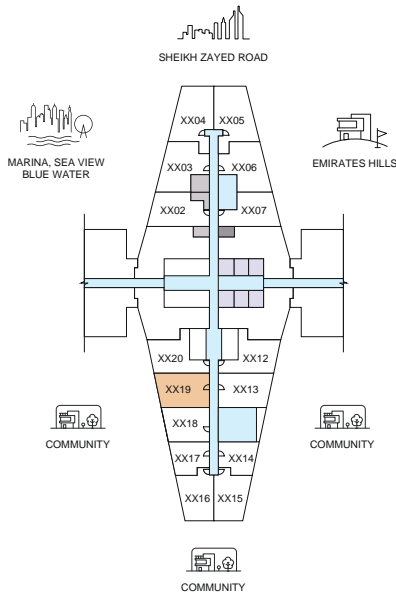 SHEIKH ZAYED ROAD
MARINA, SEA VIEW
BLUE WATER
EMIRATES HILLS
XX04
XX05
XX03
XX06
XX02
XX07
XX20
XX12
XX19
XX13
XX18
XX17
XX14
XX16
XX15
COMMUNITY
COMMUNITY
COMMUNITY